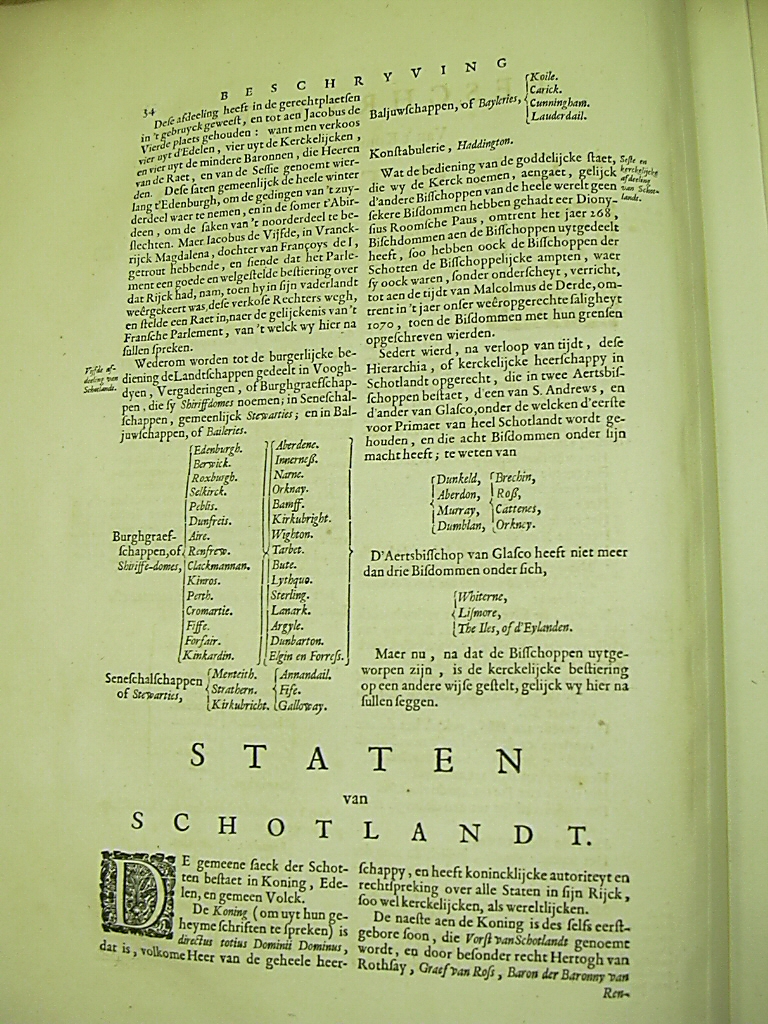 34
BESCHRYVING
Dese afdeeling heeft in de gerechtplaetsen
in 't gebruyck geweest, en tot aen Jacobus de
Vierde plaets gehouden: want men verkoos
vier uyt d'Edelen, vier uyt de Kerckelijcken,
en vier uyt de mindere Baronnen, die Heeren
van de Raet, en van de Sessie genoemt wier-
den. Dese saten gemeenelijck de heele winter
lang t'Edenburgh, om de gedingen van 't zuy-
derdeel waer te nemen, en in de somer t'Abir-
deen, om de saken van 't noorderdeel te be-
slechten. Maer Iacobus de Vijfde, in Vranck-
rijck Magdalena, dochter van Françoys de I,
getrout hebbende, en siende dat het Parle-
ment een goede en welgestelde bestiering over
dat Rijck had, nam, toen hy in sijn vaderlandt
weêrgekeert was, dese verkose Rechters wegh,
en stelde een Raet in, naer de gelijckenis van 't
Fransche Parlement, van 't welck wy hier na
sullen spreken.
Vijfde af-
deeling van
Schotlandt.
Wederom worden tot de burgerlijcke be-
diening de Landtschappen gedeelt in Voogh-
dyen, Vergaderingen, of Burghgraefschap-
pen, die sy Shiriffdomes noemen; in Seneschal-
schappen, gemeenlijck Stewarties; en in Bal-
juwschappen, of Baileries.
Burghgraef-
schappen, of
Shiriffe-domes,
Edenburgh.
Berwick.
Roxburgh.
Selkirck.
Peblis.
Dunfreis.
Aire.
Renfrew.
Clackmannan.
Kinros.
Perth.
Cromartie.
Fiffe.
Forfair.
Kinkardin.
Aberdene.
Innerneß.
Narne.
Orknay.
Bamff.
Kirkubright.
Wighton.
Tarbet.
Bute.
Lythquo.
Sterling.
Lanark.
Argyle.
Dunbarton.
Elgin en Forress.
Seneschalschappen
of Stewarties,
Menteith.
Strathern.
Kirkubricht.
Annandail.
Fife.
Galloway.
Baljuwschappen, of Bayleries,
Koile.
Carick.
Cunningham.
Lauderdail.
Konstabulerie, Haddington.
Wat de bediening van de goddelijcke staet,
die wy de Kerck noemen, aengaet, gelijck
d'andere Bisschoppen van de heele werelt geen
sekere Bisdommen hebben gehadt eer Diony-
sius Roomsche Paus, omtrent het jaer 268,
Bischdommen aen de Bisschoppen uytgedeelt
heeft, soo hebben oock de Bisschoppen der
Schotten de Bisschoppelijcke ampten, waer
sy oock waren, sonder onderscheyt, verricht,
tot aen de tijdt van Malcolmus de Derde, om-
trent in 't jaer onser weêropgerechte saligheyt
1070, toen de Bisdommen met hun grensen
opgeschreven wierden.
Seste en
kerckelijcke
afdeeling
van Schot-
landt.
Sedert wierd, na verloop van tijdt, dese
Hierarchia, of kerckelijcke heerschappy in
Schotlandt opgerecht, die in twee Aertsbis-
schoppen bestaet, d'een van S. Andrews, en
d'ander van Glasco, onder de welcken d'eerste
voor Primaet van heel Schotlandt wordt ge-
houden, en die acht Bisdommen onder sijn
macht heeft; te weten van
Dunkeld,
Aberdon,
Murray,
Dumblan,
Brechin,
Roß,
Cattenes,
Orkney.
D'Aertsbisschop van Glasco heeft niet meer
dan drie Bisdommen onder sich,
Whiterne,
Lismore,
The Iles, of d'Eylanden.
Maer nu, na dat de Bisschoppen uytge-
worpen zijn, is de kerckelijcke bestiering
op een andere wijse gestelt, gelijck wy hier na
sullen seggen.
STATEN
van
SCHOTLANDT.
DE gemeene saeck der Schot-
ten bestaet in Koning, Ede-
len, en gemeen Volck.
De Koning (om uyt hun ge-
heyme schriften te spreken) is
directus totius Dominii Dominus,
dat is, volkome Heer van de geheele heer-
schappy, en heeft konincklijcke autoriteyt en
rechtspreking over alle Staten in sijn Rijck,
soo wel kerckelijcken, als wereltlijcken.
De naeste aen de Koning is des selfs eerst-
gebore soon, die Vorst van Schotlandt genoemt
wordt, en door besonder recht Hertogh van
Rothsay, Graef van Ross, Baron der Baronny van
Ren-